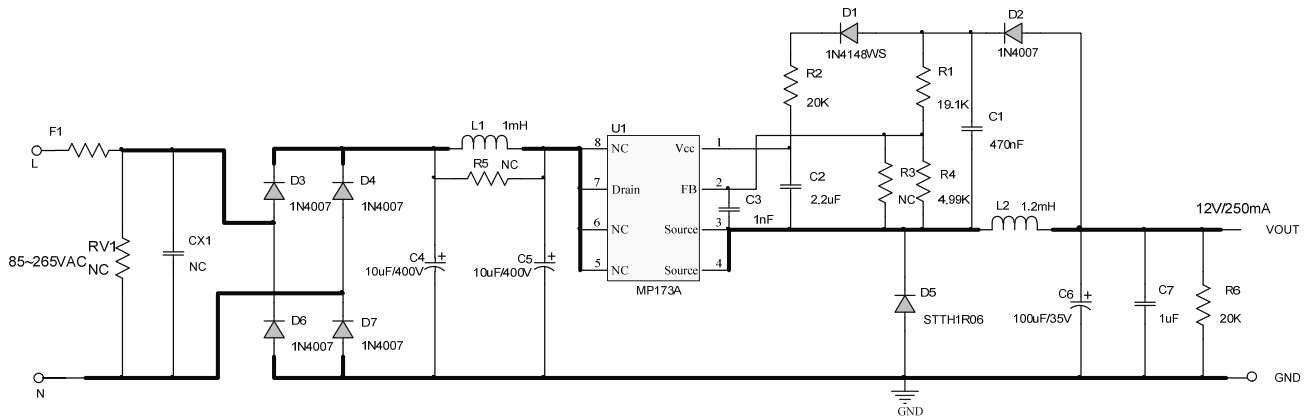 D1
1N4148WS
D2
1N4007
R2
20K
R1
19.1K
C1
470nF
F1
L
L1 1mH
R5 NC
U1
8 NC Vcc 1
7 Drain FB 2
6 NC Source 3
5 NC Source 4
MP173A
C2
2.2uF
C3
1nF
R3
NC
R4
4.99K
L2 1.2mH
12V/250mA
VOUT
D3
1N4007
D4
1N4007
85~265VAC
RV1
NC
CX1
NC
C4
10uF/400V
C5
10uF/400V
D5
STTH1R06
C6
100uF/35V
C7
1uF
R6
20K
D6
1N4007
D7
1N4007
N
GND
GND